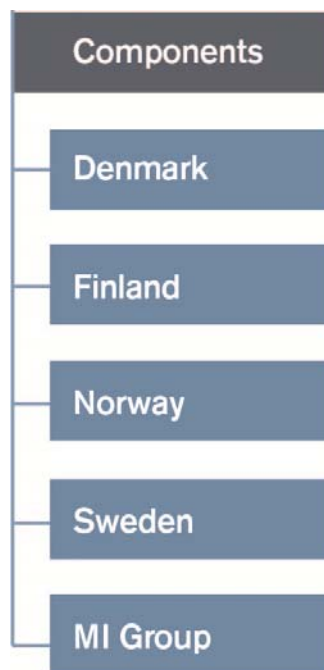 Components
Denmark
Finland
Norway
Sweden
MI Group